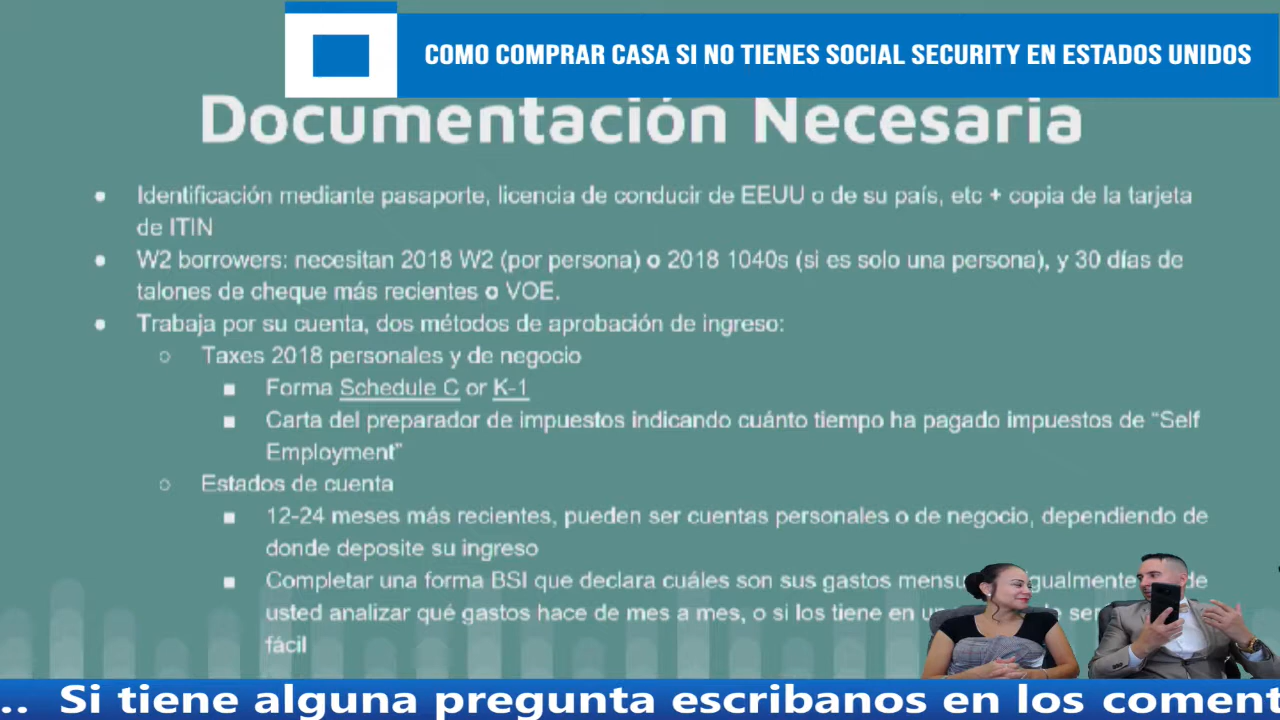 COMO COMPRAR CASA SI NO TIENES SOCIAL SECURITY EN ESTADOS UNIDOS
Documentación Necesaria
● Identificación mediante pasaporte, licencia de conducir de EEUU o de su país, etc + copia de la tarjeta
de ITIN
● W2 borrowers: necesitan 2018 W2 (por persona) o 2018 1040s (si es solo una persona), y 30 días de
talones de cheque más recientes o VOE.
● Trabaja por su cuenta, dos métodos de aprobación de ingreso:
○ Taxes 2018 personales y de negocio
■ Forma Schedule C or K-1
■ Carta del preparador de impuestos indicando cuánto tiempo ha pagado impuestos de “Self
Employment”
○ Estados de cuenta
■ 12-24 meses más recientes, pueden ser cuentas personales o de negocio, dependiendo de
donde deposite su ingreso
■ Completar una forma BSI que declara cuáles son sus gastos mensu gualmente de
usted analizar qué gastos hace de mes a mes, o si los tiene en un ser
fácil
.. Si tiene alguna pregunta escribanos en los coment